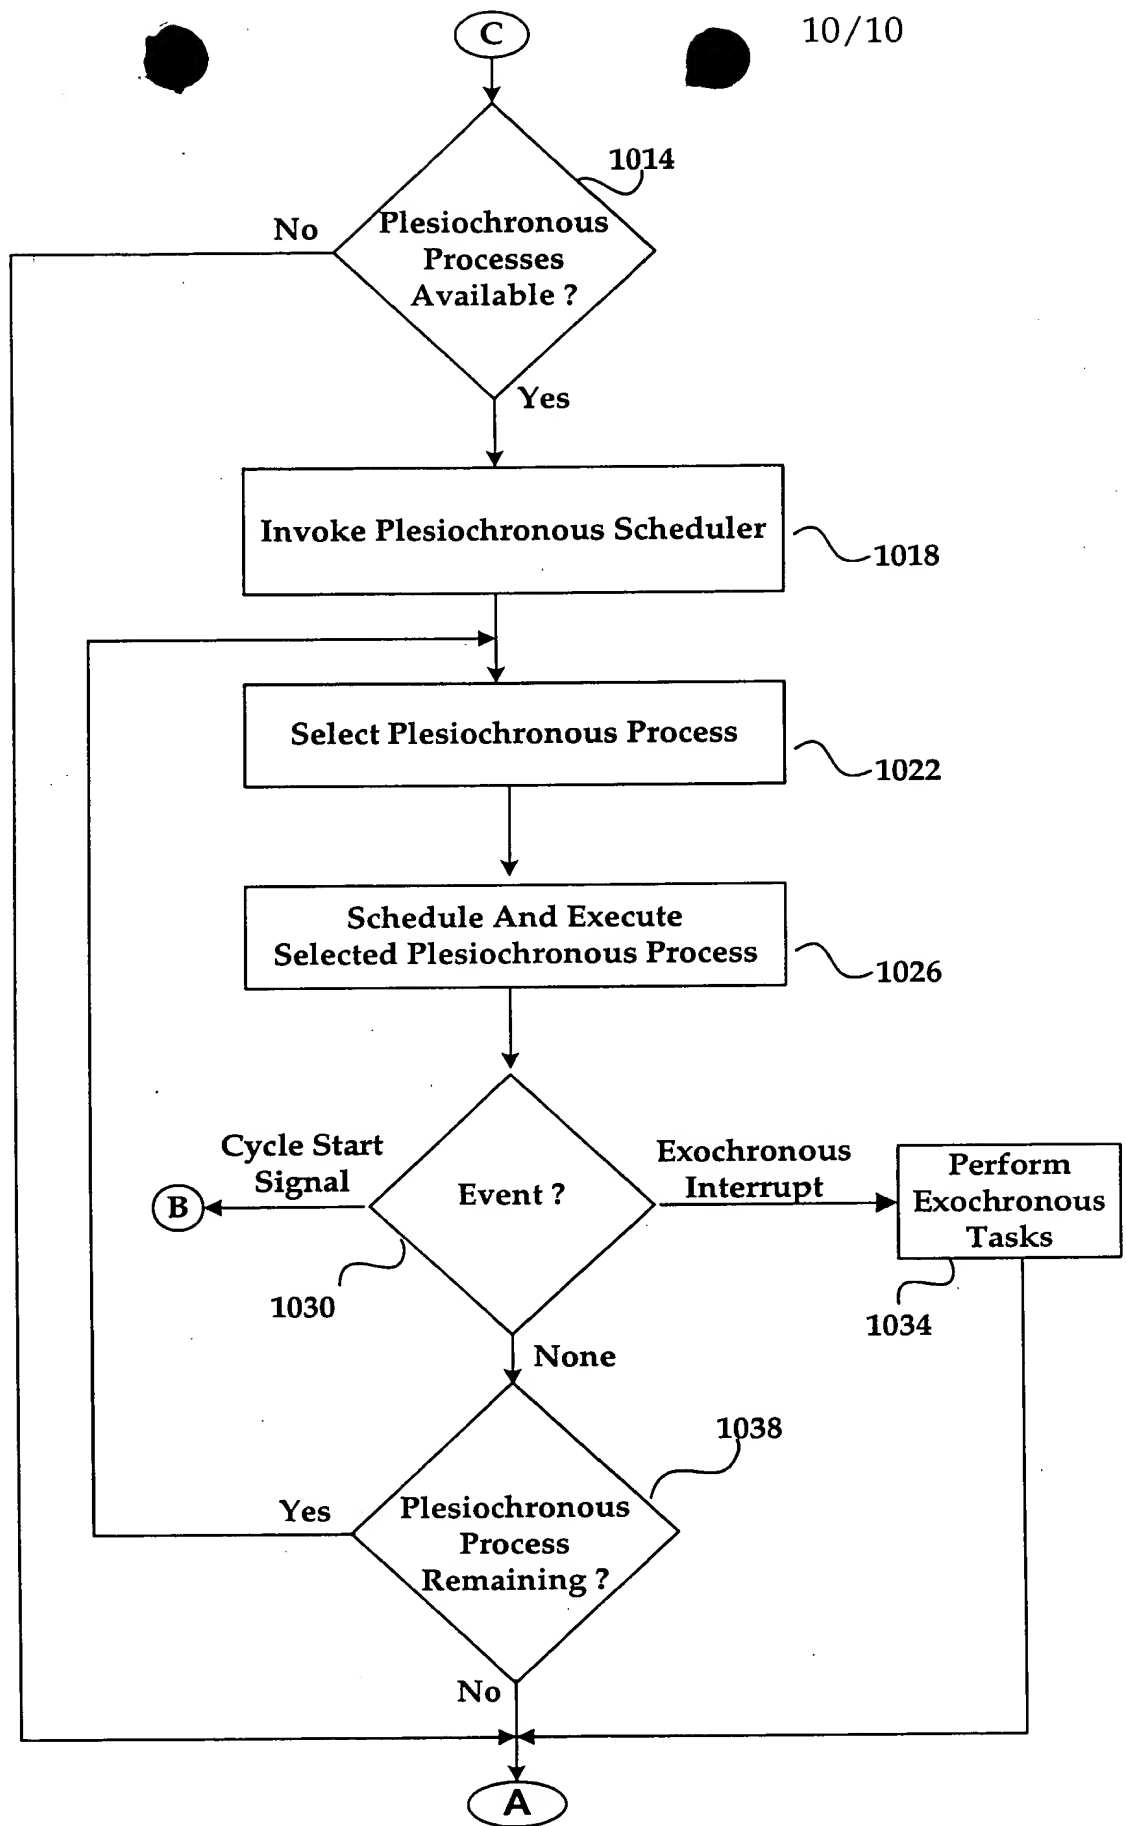 10/10
C
1014
No
Plesiochronous
Processes
Available ?
Yes
Invoke Plesiochronous Scheduler
1018
Select Plesiochronous Process
1022
Schedule And Execute
Selected Plesiochronous Process
1026
Cycle Start
Signal
B
Event ?
Exochronous
Interrupt
Perform
Exochronous
Tasks
1030
1034
None
1038
Yes
Plesiochronous
Process
Remaining ?
No
A